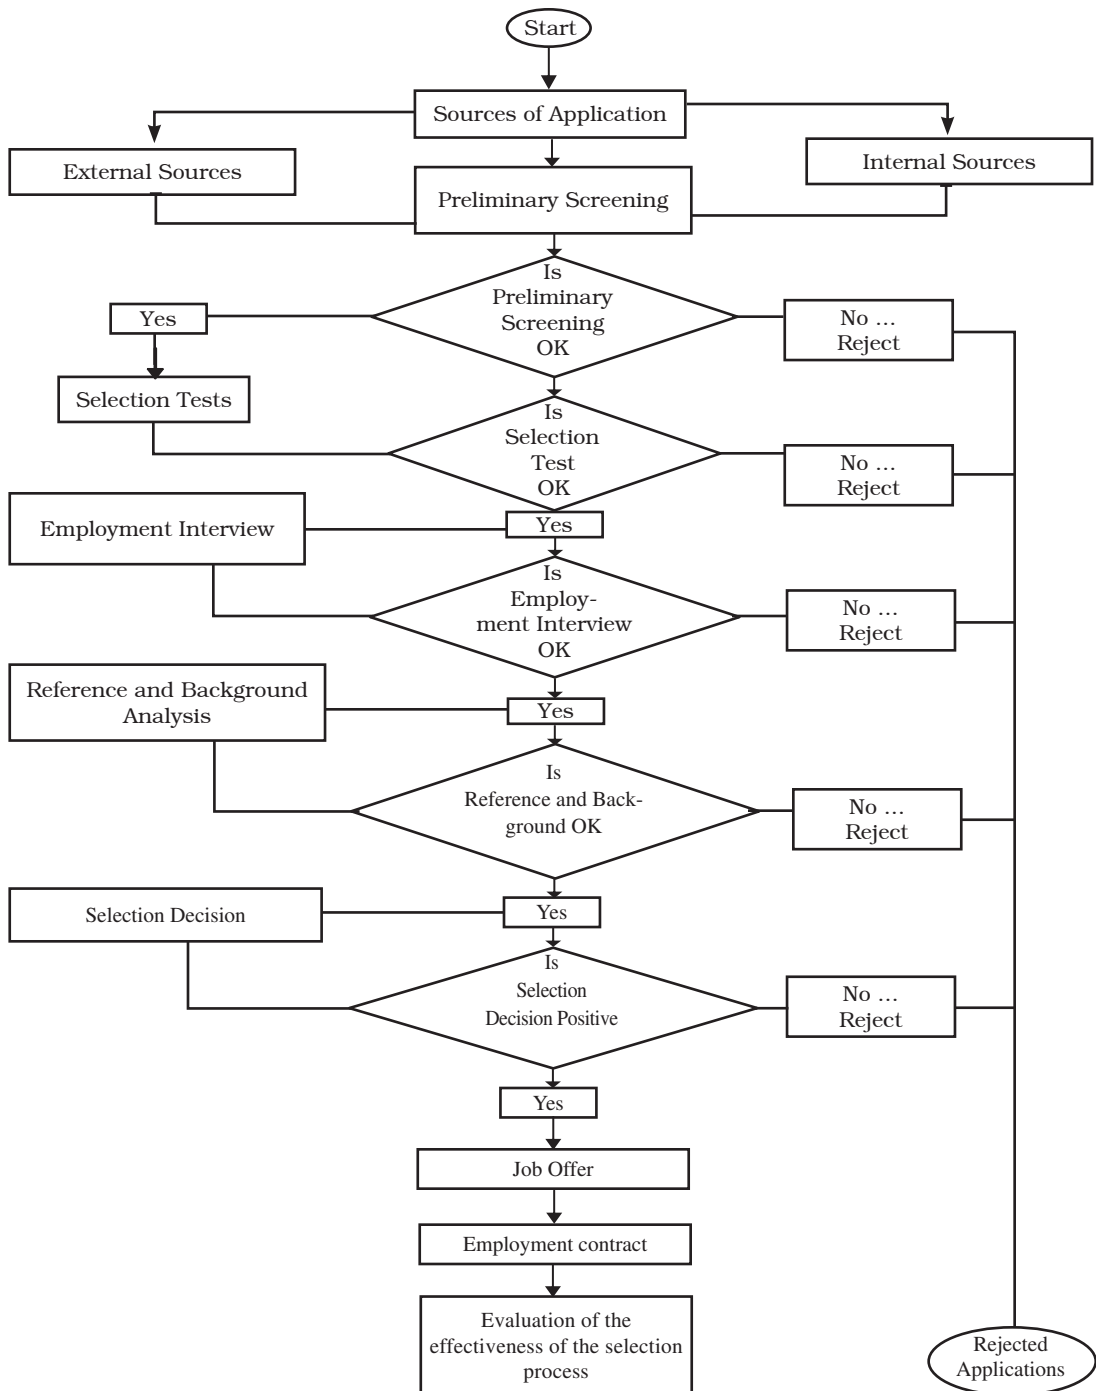 Start
Sources of Application
External Sources
Internal Sources
Preliminary Screening
Is
Preliminary
Screening
OK
Yes
No ...
Reject
Selection Tests
Is
Selection
Test
OK
No ...
Reject
Employment Interview
Yes
Is
Employ-
ment Interview
OK
No ...
Reject
Reference and Background
Analysis
Yes
Is
Reference and Back-
ground OK
No ...
Reject
Selection Decision
Yes
Is
Selection
Decision Positive
No ...
Reject
Yes
Job Offer
Employment contract
Evaluation of the
effectiveness of the selection
process
Rejected
Applications